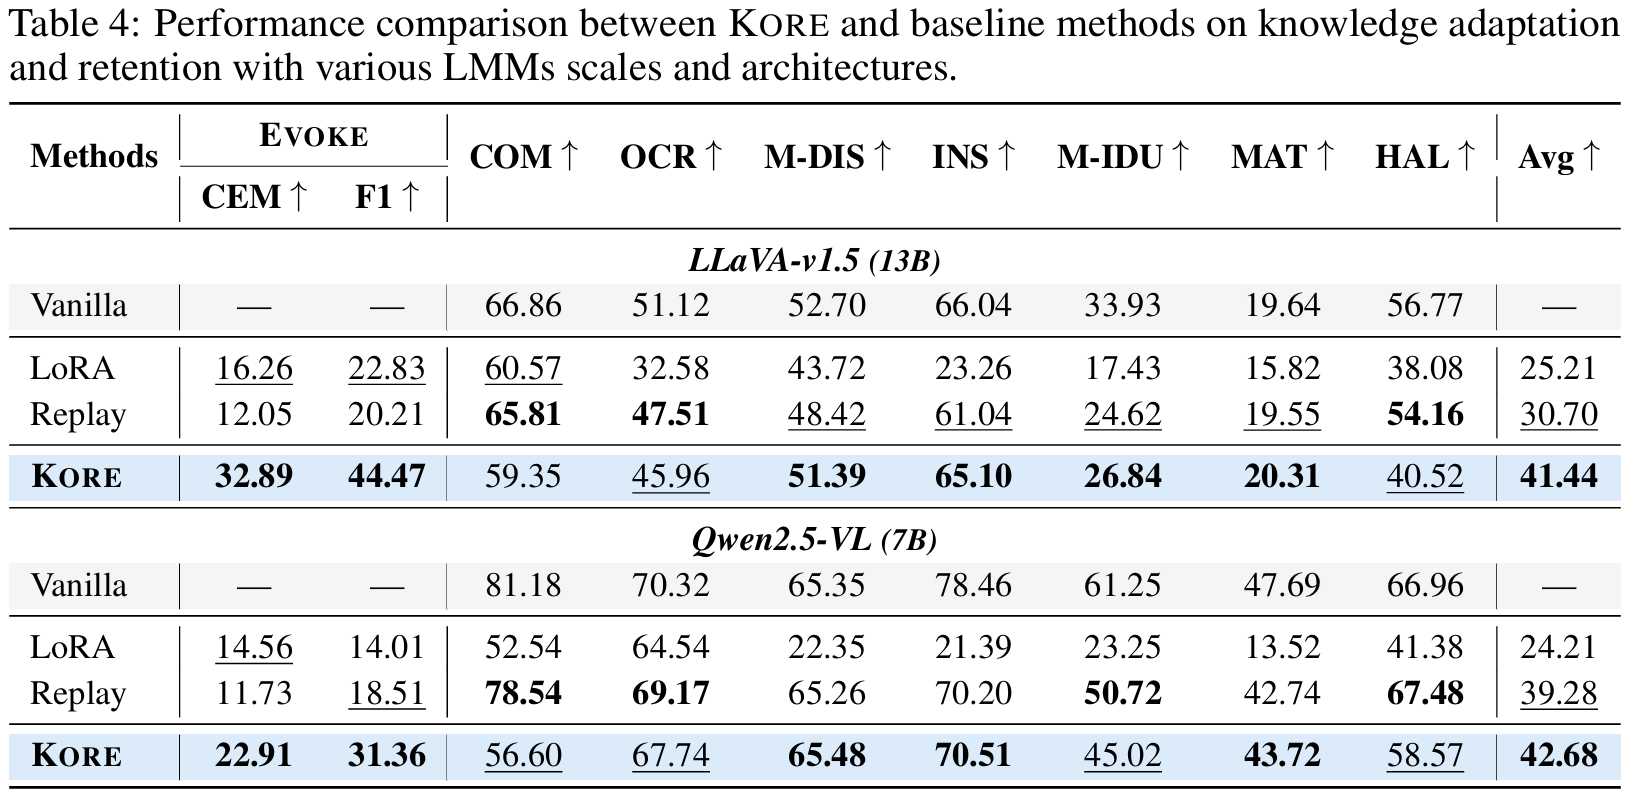 Table 4: Performance comparison between KORE and baseline methods on knowledge adaptation
and retention with various LMMs scales and architectures.
Methods EVOKE COM ↑ OCR ↑ M-DIS ↑ INS ↑ M-IDU ↑ MAT ↑ HAL ↑ Avg ↑
CEM ↑ F1 ↑
LLaVA-v1.5 (13B)
Vanilla — — 66.86 51.12 52.70 66.04 33.93 19.64 56.77 —
LoRA 16.26 22.83 60.57 32.58 43.72 23.26 17.43 15.82 38.08 25.21
Replay 12.05 20.21 65.81 47.51 48.42 61.04 24.62 19.55 54.16 30.70
KORE 32.89 44.47 59.35 45.96 51.39 65.10 26.84 20.31 40.52 41.44
Qwen2.5-VL (7B)
Vanilla — — 81.18 70.32 65.35 78.46 61.25 47.69 66.96 —
LoRA 14.56 14.01 52.54 64.54 22.35 21.39 23.25 13.52 41.38 24.21
Replay 11.73 18.51 78.54 69.17 65.26 70.20 50.72 42.74 67.48 39.28
KORE 22.91 31.36 56.60 67.74 65.48 70.51 45.02 43.72 58.57 42.68